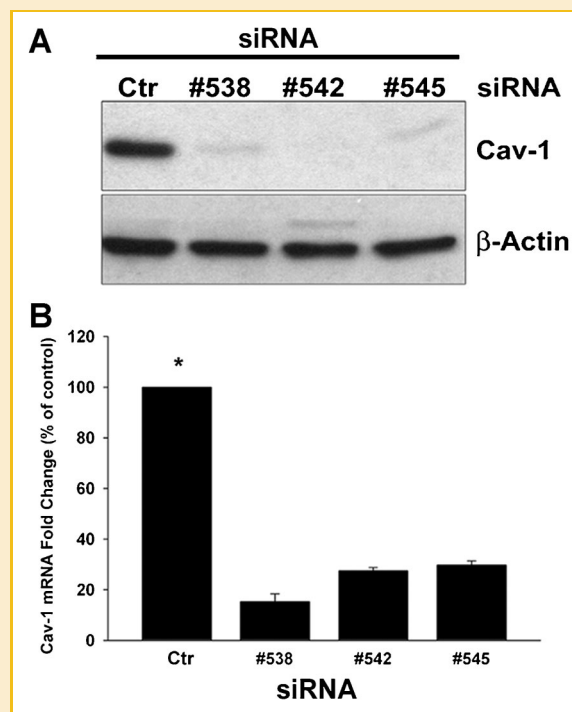 A
siRNA
Ctr #538 #542 #545 siRNA
Cav-1
β-Actin
B
Cav-1 mRNA Fold Change (% of control)
120
100
80
60
40
20
0
*
Ctr #538 #542 #545
siRNA